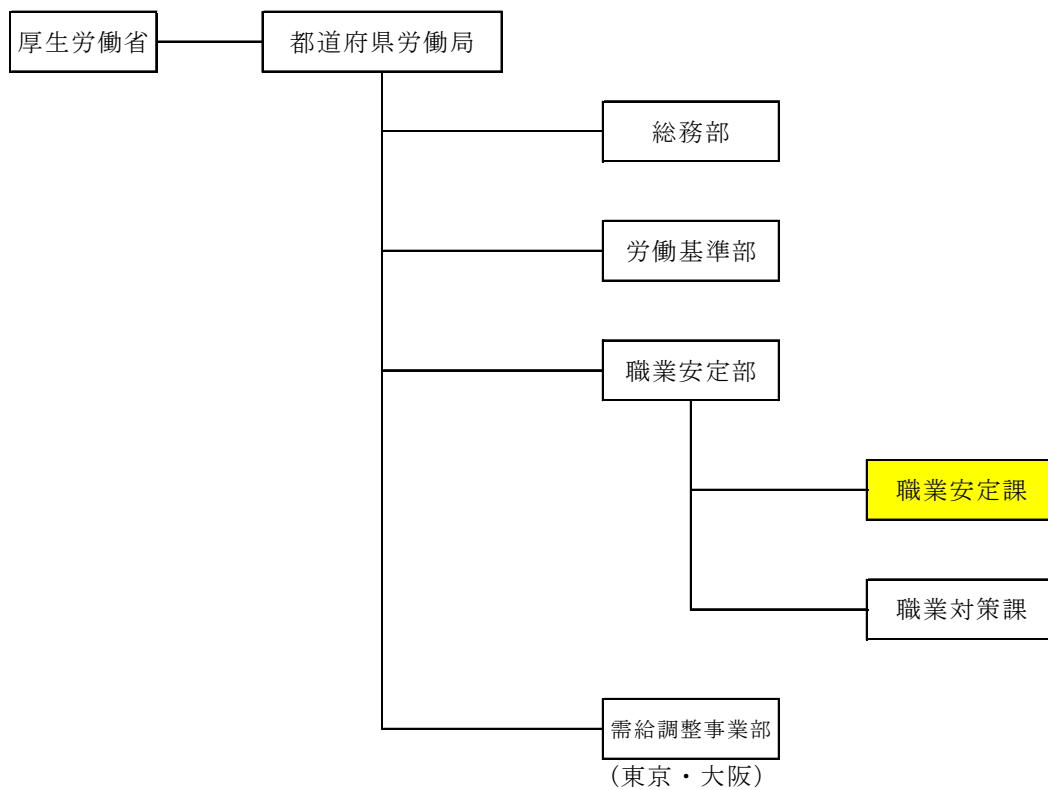 厚生労働省
都道府県労働局
総務部
労働基準部
職業安定部
職業安定課
職業対策課
需給調整事業部
(東京・大阪)